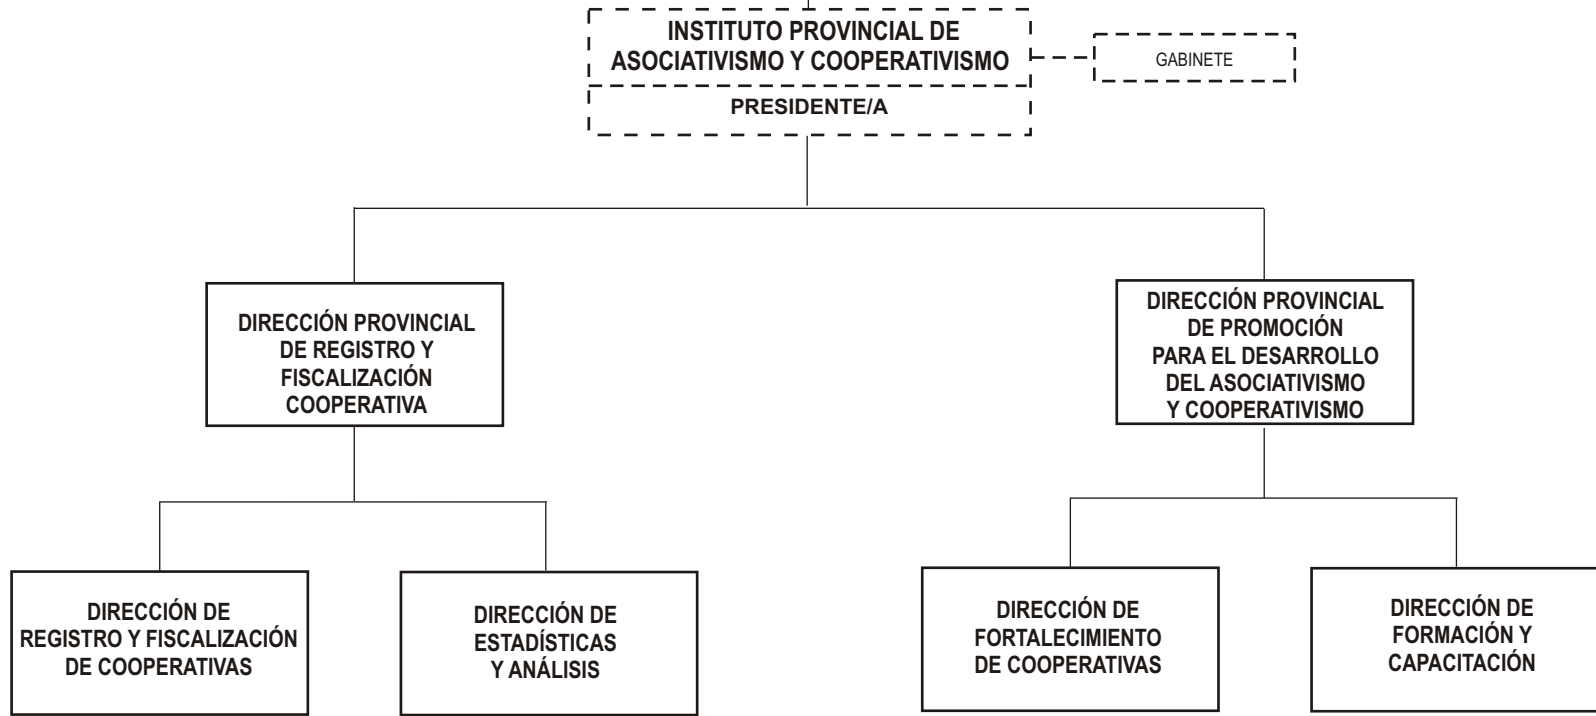 INSTITUTO PROVINCIAL DE
ASOCIATIVISMO Y COOPERATIVISMO
PRESIDENTE/A
GABINETE
DIRECCIÓN PROVINCIAL
DE REGISTRO Y
FISCALIZACIÓN
COOPERATIVA
DIRECCIÓN PROVINCIAL
DE PROMOCIÓN
PARA EL DESARROLLO
DEL ASOCIATIVISMO
Y COOPERATIVISMO
DIRECCIÓN DE
REGISTRO Y FISCALIZACIÓN
DE COOPERATIVAS
DIRECCIÓN DE
ESTADÍSTICAS
Y ANÁLISIS
DIRECCIÓN DE
FORTALECIMIENTO
DE COOPERATIVAS
DIRECCIÓN DE
FORMACIÓN Y
CAPACITACIÓN